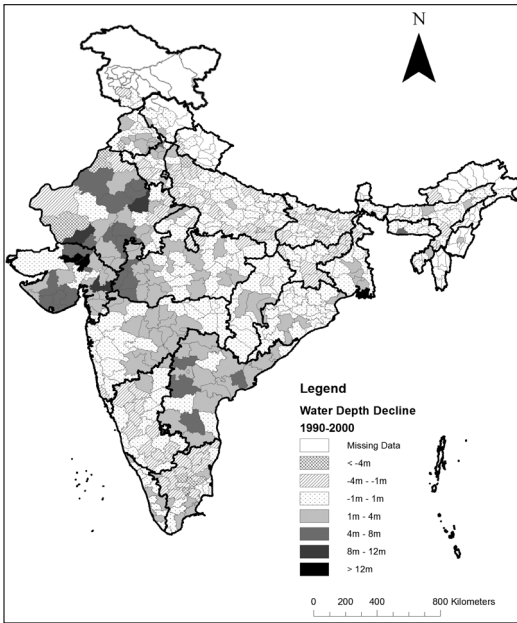 N
Legend
Water Depth Decline
1990-2000
Missing Data
< -4m
-4m - -1m
-1m - 1m
1m - 4m
4m - 8m
8m - 12m
> 12m
0 200 400 800 Kilometers